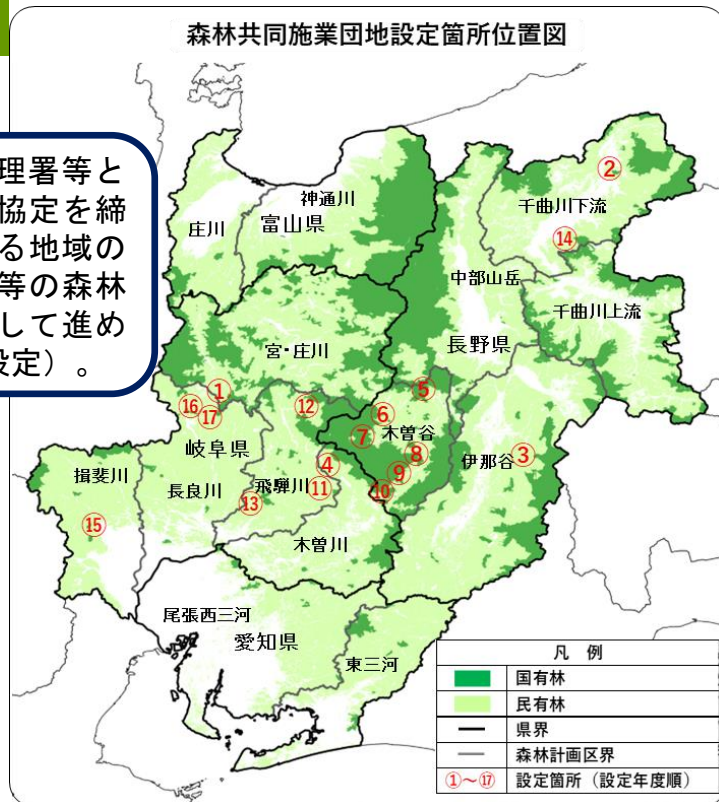 森林共同施業団地設定箇所位置図
理署等と
協定を締
る地域の
等の森林
して進め
設定）。
②
千曲川下流
⑭
神通川
庄川
富山県
中部山岳
千曲川上流
長野県
宮・庄川
①
⑤
⑫
⑯
⑥
⑰
⑦
木曽谷
岐阜県
⑧
③
伊那谷
④
⑨
揖斐川
飛騨川
⑪
⑩
長良川
⑬
⑮
木曽川
尾張西三河
愛知県
東三河
凡 例
国有林
民有林
県界
森林計画区界
①～⑰ 設定箇所（設定年度順）